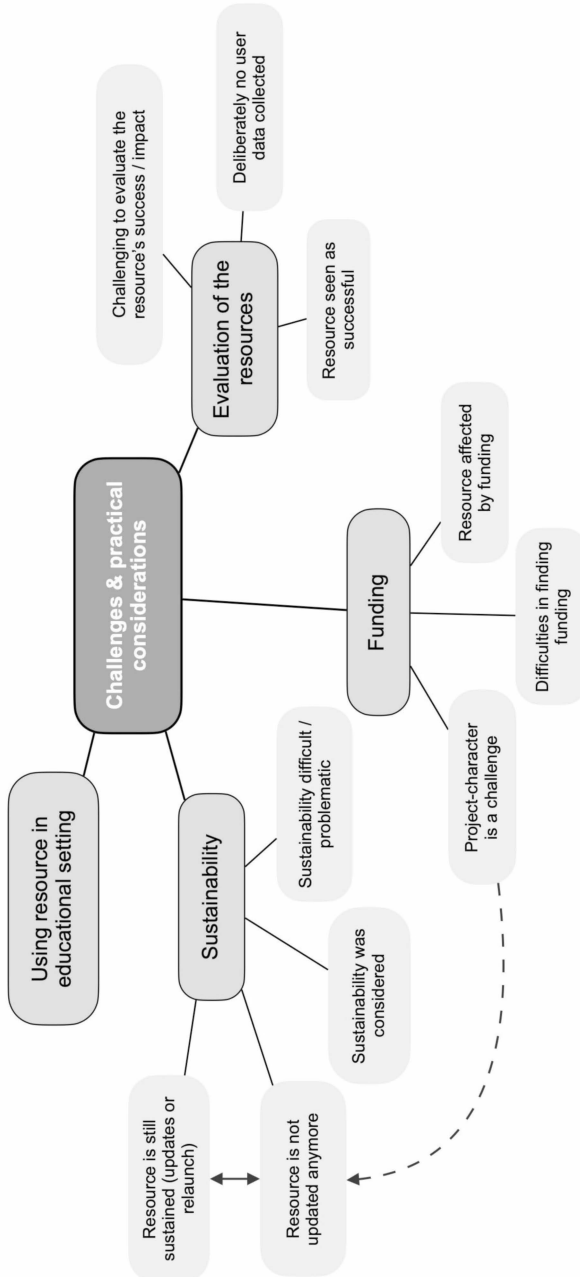 Challenges & practical
considerations
Using resource in
educational setting
Sustainability
Resource is still
sustained (updates or
relaunch)
Resource is not
updated anymore
Sustainability was
considered
Sustainability difficult /
problematic
Funding
Project-character
is a challenge
Difficulties in finding
funding
Resource affected
by funding
Evaluation of the
resources
Resource seen as
successful
Deliberately no user
data collected
Challenging to evaluate the
resource's success / impact